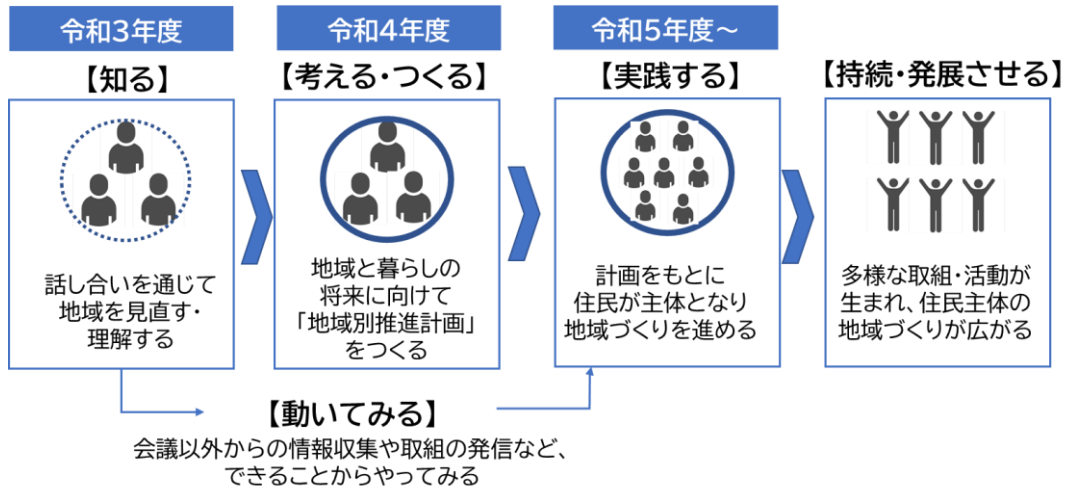 令和3年度
令和4年度
令和5年度~
【知る】
【考える・つくる】
【実践する】
【持続・発展させる】
話し合いを通じて
地域を見直す・
理解する
地域と暮らしの
将来に向けて
「地域別推進計画」
をつくる
計画をもとに
住民が主体となり
地域づくりを進める
多様な取組・活動が
生まれ、住民主体の
地域づくりが広がる
【動いてみる】
会議以外からの情報収集や取組の発信など、
できることからやってみる